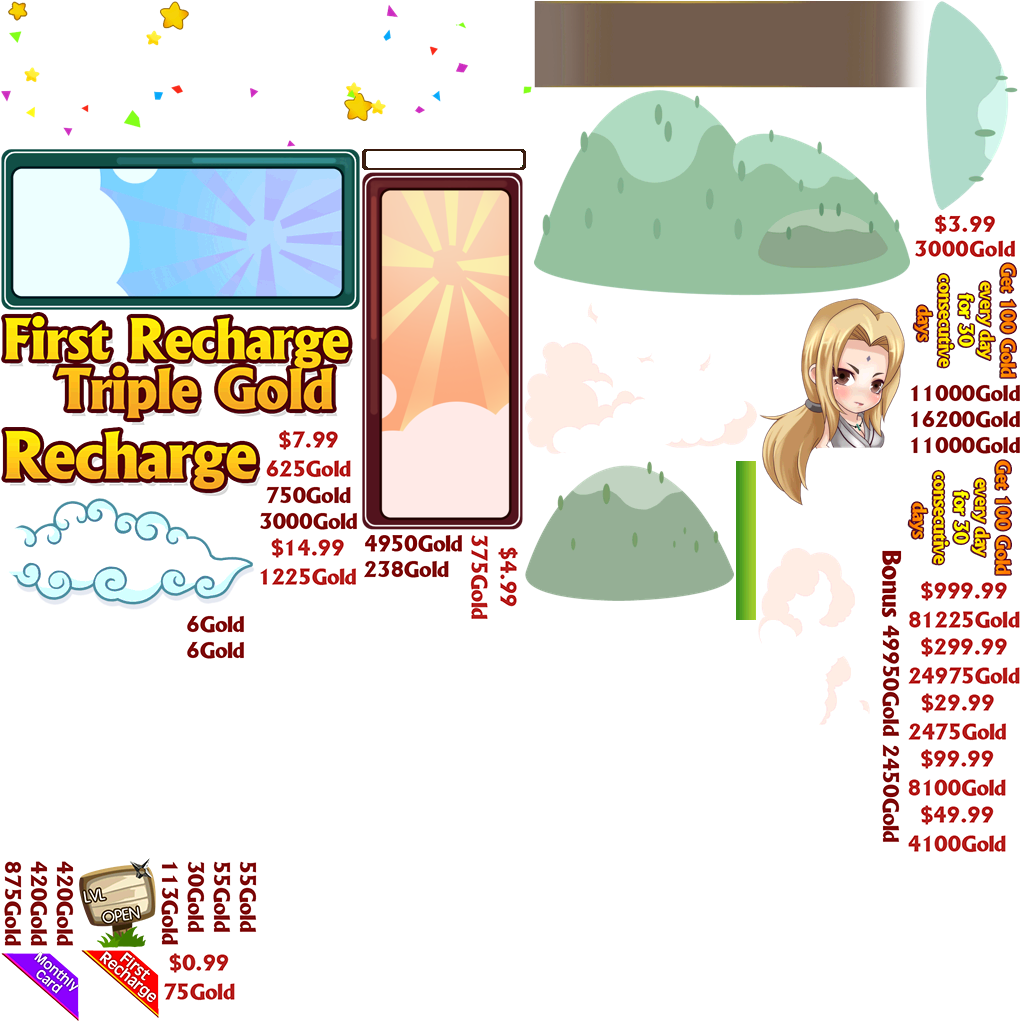 First Recharge
Triple Gold
Recharge
$7.99
625Gold
750Gold
3000Gold
$14.99
1225Gold
6Gold
6Gold
4950Gold
238Gold
375Gold
$4.99
$3.99
3000Gold
Get 100 Gold
every day
for 30
consecutive
days
11000Gold
16200Gold
11000Gold
Get 100 Gold
every day
for 30
consecutive
days
Bonus 49950Gold 2450Gold
$999.99
81225Gold
$299.99
24975Gold
$29.99
2475Gold
$99.99
8100Gold
$49.99
4100Gold
875Gold
420Gold
420Gold
LVL
OPEN
113Gold
30Gold
55Gold
55Gold
Monthly
Card
First
Recharge
$0.99
75Gold